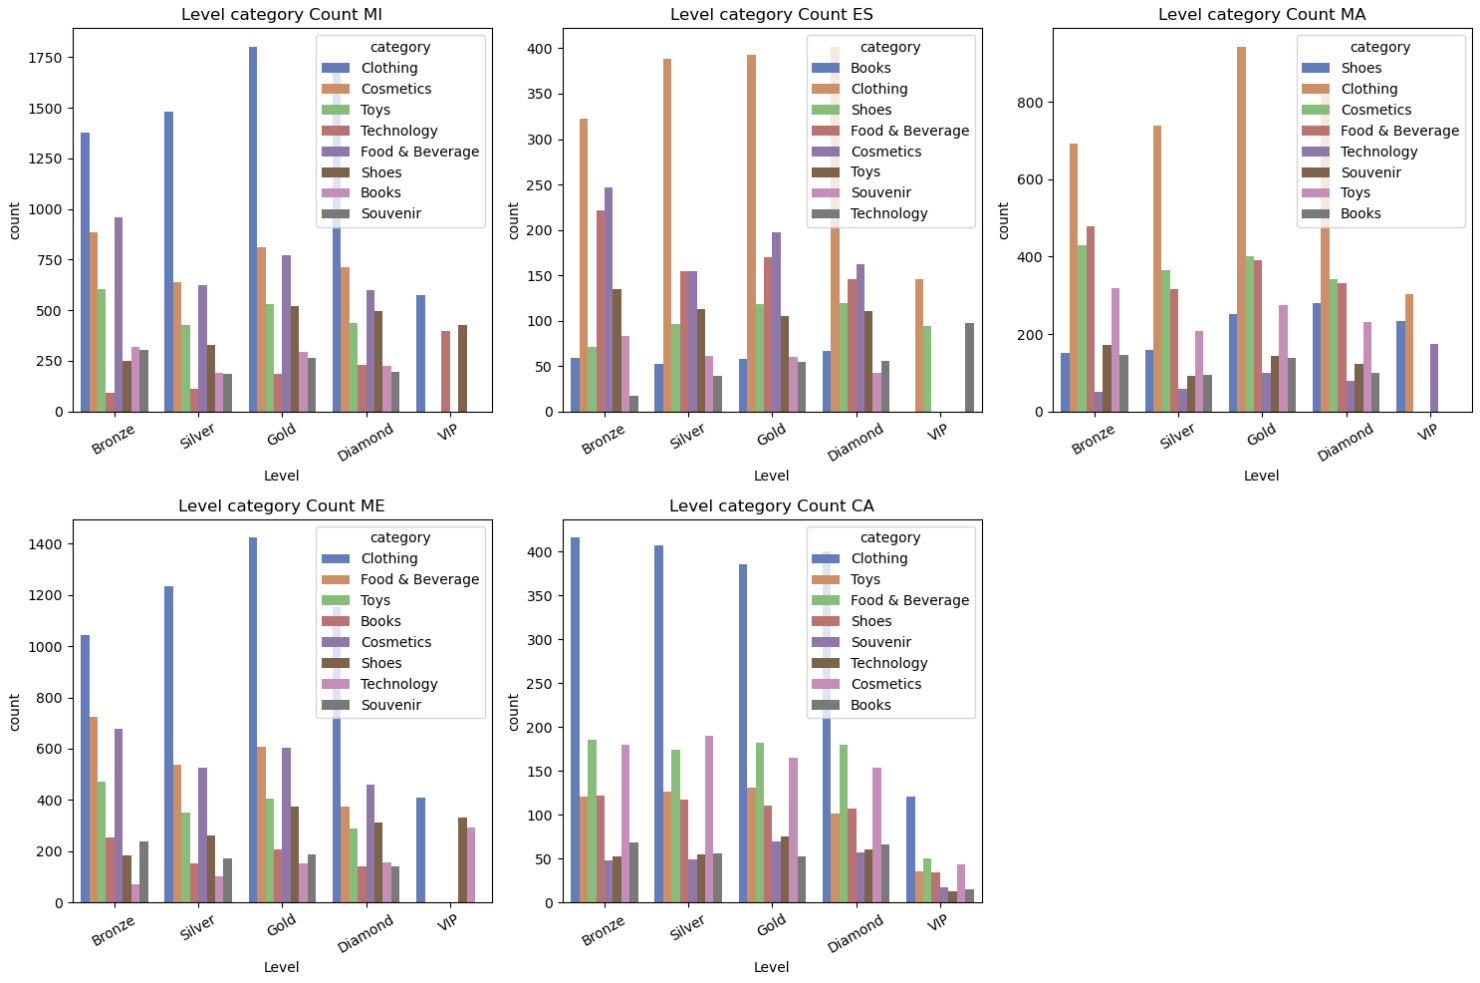 Level category Count MI
count
1750
1500
1250
1000
750
500
250
0
category
Clothing
Cosmetics
Toys
Technology
Food & Beverage
Shoes
Books
Souvenir
Bronze
Silver
Gold
Diamond
VIP
Level
Level category Count ES
count
400
350
300
250
200
150
100
50
0
category
Books
Clothing
Shoes
Food & Beverage
Cosmetics
Toys
Souvenir
Technology
Bronze
Silver
Gold
Diamond
VIP
Level
Level category Count MA
count
800
600
400
200
0
category
Shoes
Clothing
Cosmetics
Food & Beverage
Technology
Souvenir
Toys
Books
Bronze
Silver
Gold
Diamond
VIP
Level
Level category Count ME
count
1400
1200
1000
800
600
400
200
0
category
Clothing
Food & Beverage
Toys
Books
Cosmetics
Shoes
Technology
Souvenir
Bronze
Silver
Gold
Diamond
VIP
Level
Level category Count CA
count
400
350
300
250
200
150
100
50
0
category
Clothing
Toys
Food & Beverage
Shoes
Souvenir
Technology
Cosmetics
Books
Bronze
Silver
Gold
Diamond
VIP
Level